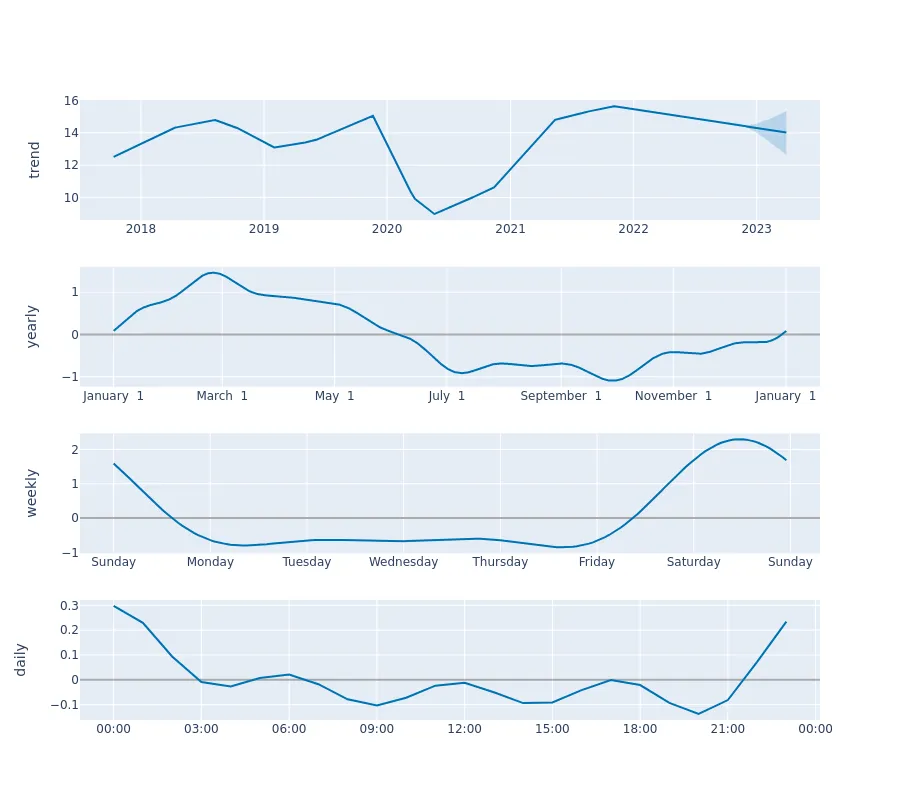 trend
16
14
12
10
2018 2019 2020 2021 2022 2023
yearly
1
0
−1
January 1 March 1 May 1 July 1 September 1 November 1 January 1
weekly
2
1
0
−1
Sunday Monday Tuesday Wednesday Thursday Friday Saturday Sunday
daily
0.3
0.2
0.1
0
−0.1
00:00 03:00 06:00 09:00 12:00 15:00 18:00 21:00 00:00